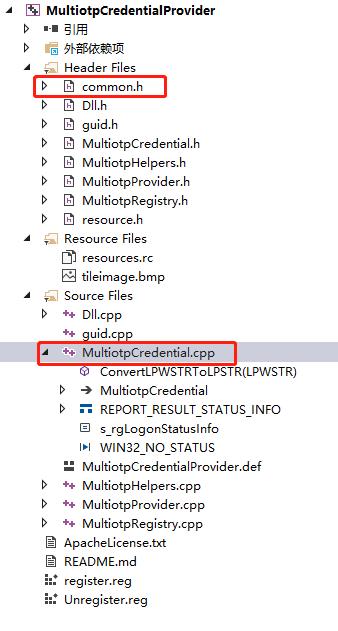 MultiotpCredentialProvider
引用
外部依赖项
Header Files
common.h
Dll.h
guid.h
MultiotpCredential.h
MultiotpHelpers.h
MultiotpProvider.h
MultiotpRegistry.h
resource.h
Resource Files
resources.rc
tileimage.bmp
Source Files
Dll.cpp
guid.cpp
MultiotpCredential.cpp
ConvertLPWSTRToLPSTR(LPWSTR)
MultiotpCredential
REPORT_RESULT_STATUS_INFO
s_rgLogonStatusInfo
WIN32_NO_STATUS
MultiotpCredentialProvider.def
MultiotpHelpers.cpp
MultiotpProvider.cpp
MultiotpRegistry.cpp
ApacheLicense.txt
README.md
register.reg
Unregister.reg